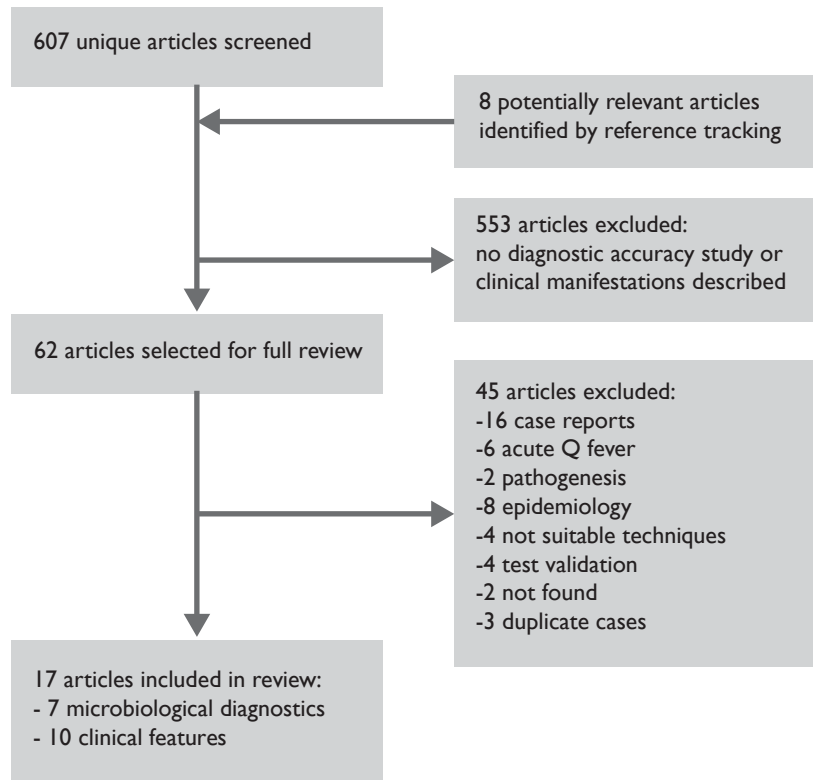 607 unique articles screened
8 potentially relevant articles
identified by reference tracking
553 articles excluded:
no diagnostic accuracy study or
clinical manifestations described
62 articles selected for full review
45 articles excluded:
-16 case reports
-6 acute Q fever
-2 pathogenesis
-8 epidemiology
-4 not suitable techniques
-4 test validation
-2 not found
-3 duplicate cases
17 articles included in review:
- 7 microbiological diagnostics
- 10 clinical features